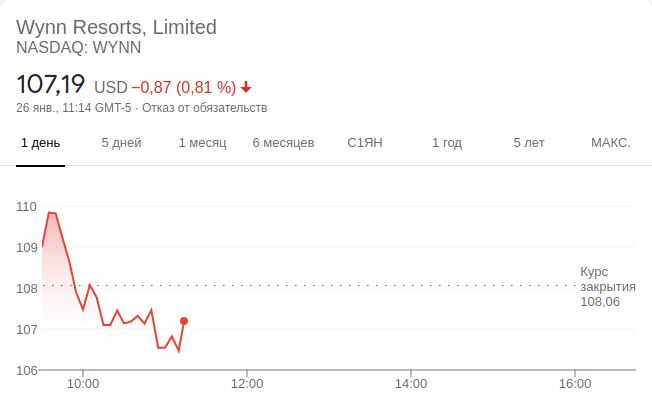 Wynn Resorts, Limited
NASDAQ: WYNN
107,19 USD −0,87 (0,81 %)
26 янв., 11:14 GMT-5 · Отказ от обязательств
1 день 5 дней 1 месяц 6 месяцев С1ЯН 1 год 5 лет МАКС.
110
109
108
107
106
Курс
закрытия
108,06
10:00 12:00 14:00 16:00